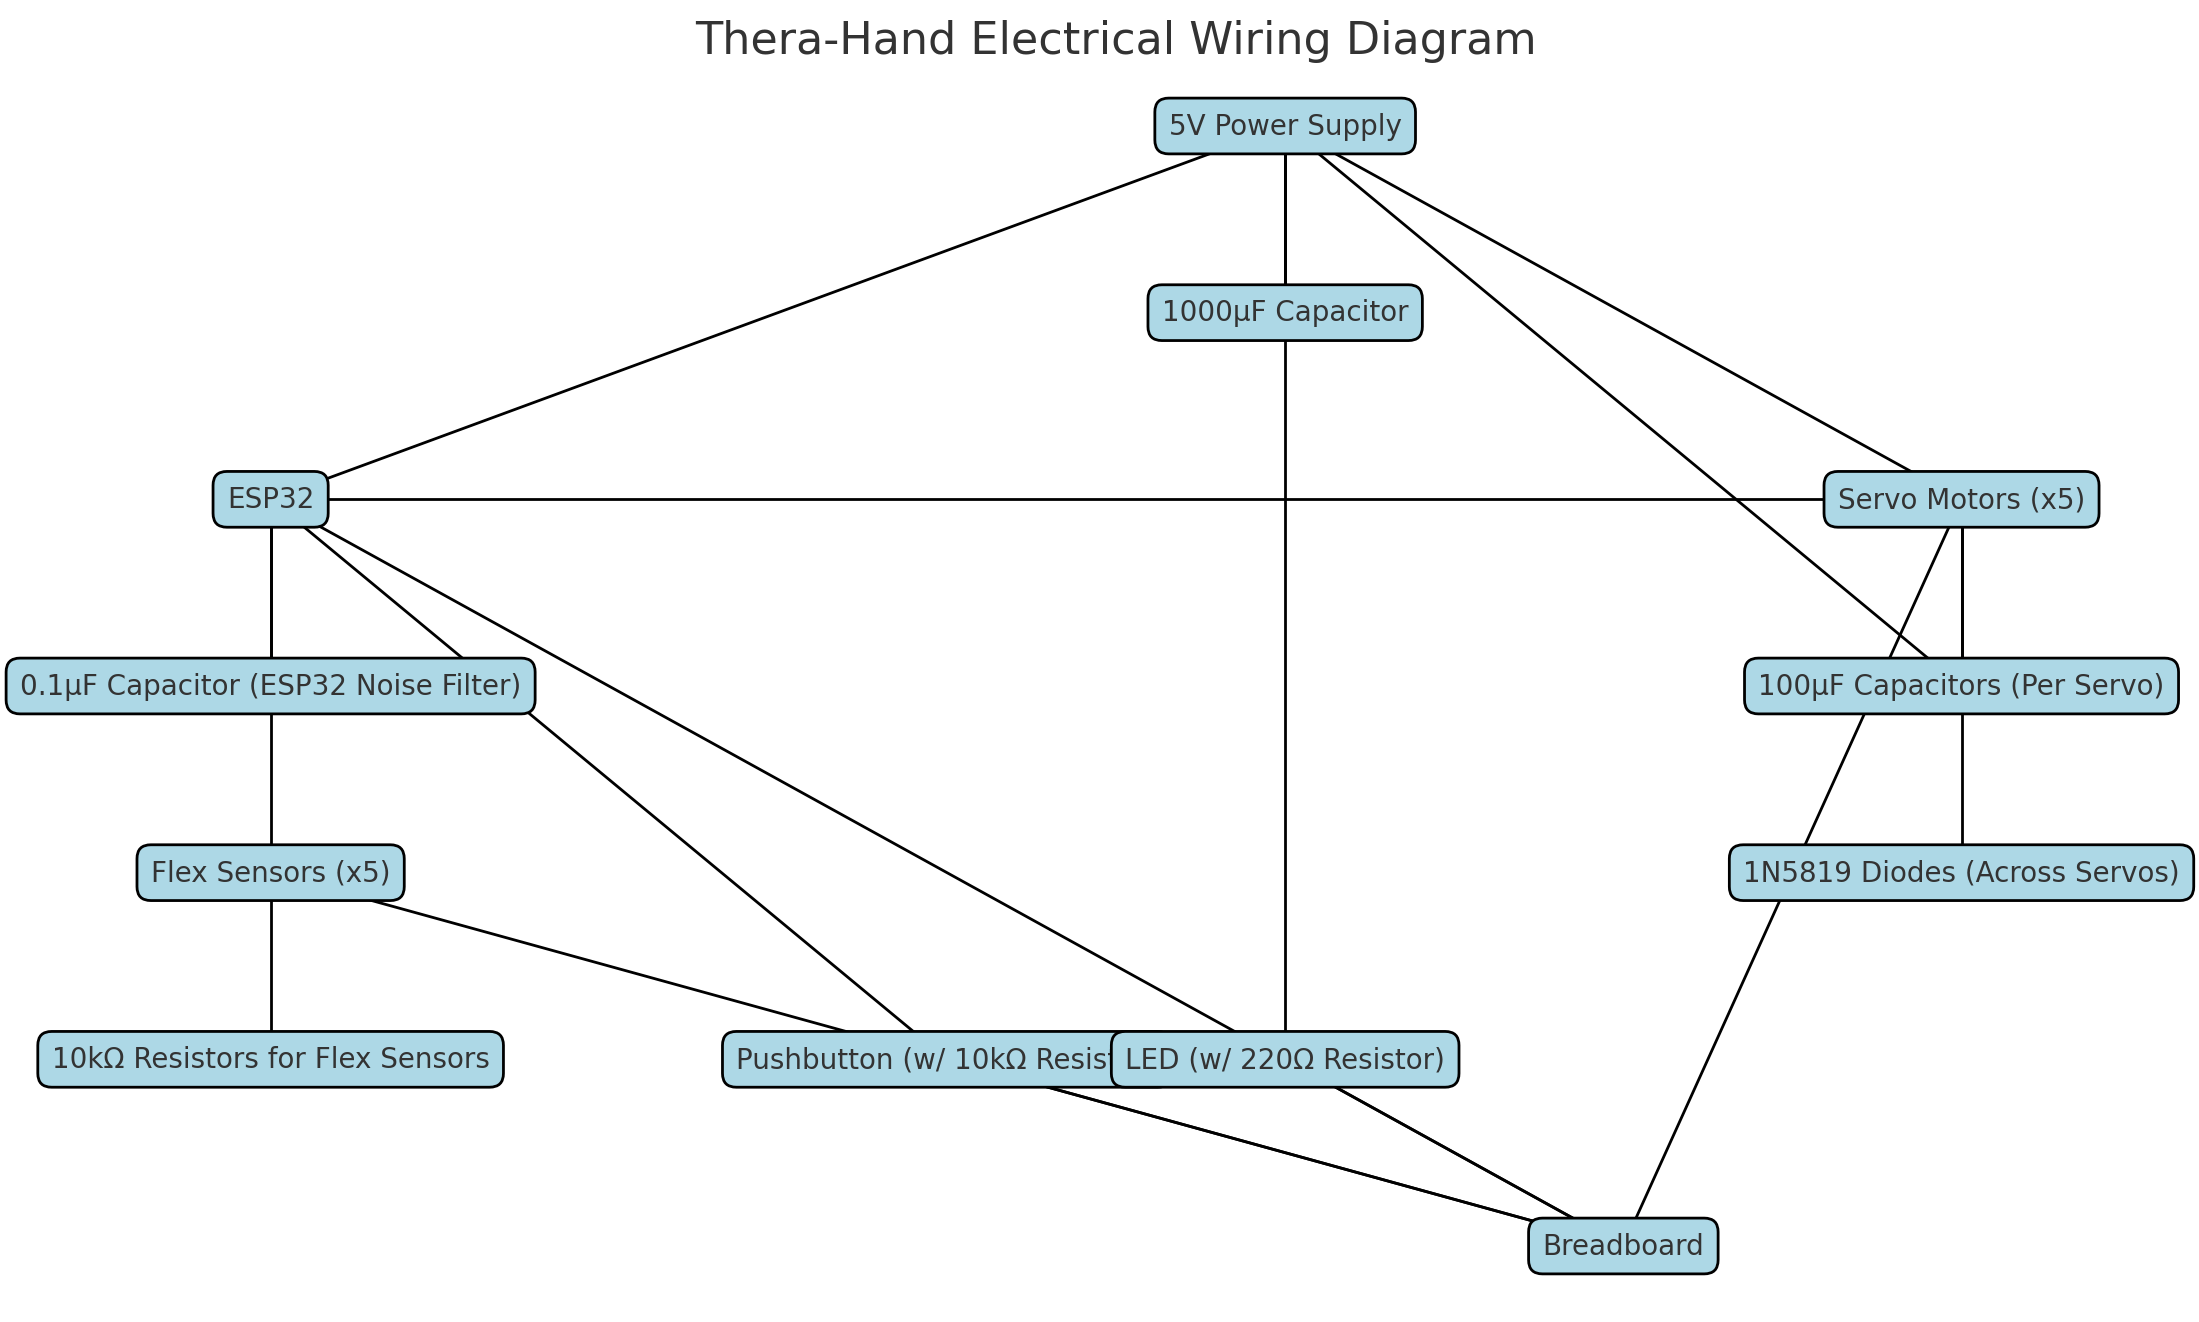 Thera-Hand Electrical Wiring Diagram
5V Power Supply
1000μF Capacitor
ESP32
Servo Motors (x5)
0.1μF Capacitor (ESP32 Noise Filter)
100μF Capacitors (Per Servo)
Flex Sensors (x5)
1N5819 Diodes (Across Servos)
10kΩ Resistors for Flex Sensors
Pushbutton (w/ 10kΩ
LED (w/ 220Ω Resistor)
Breadboard